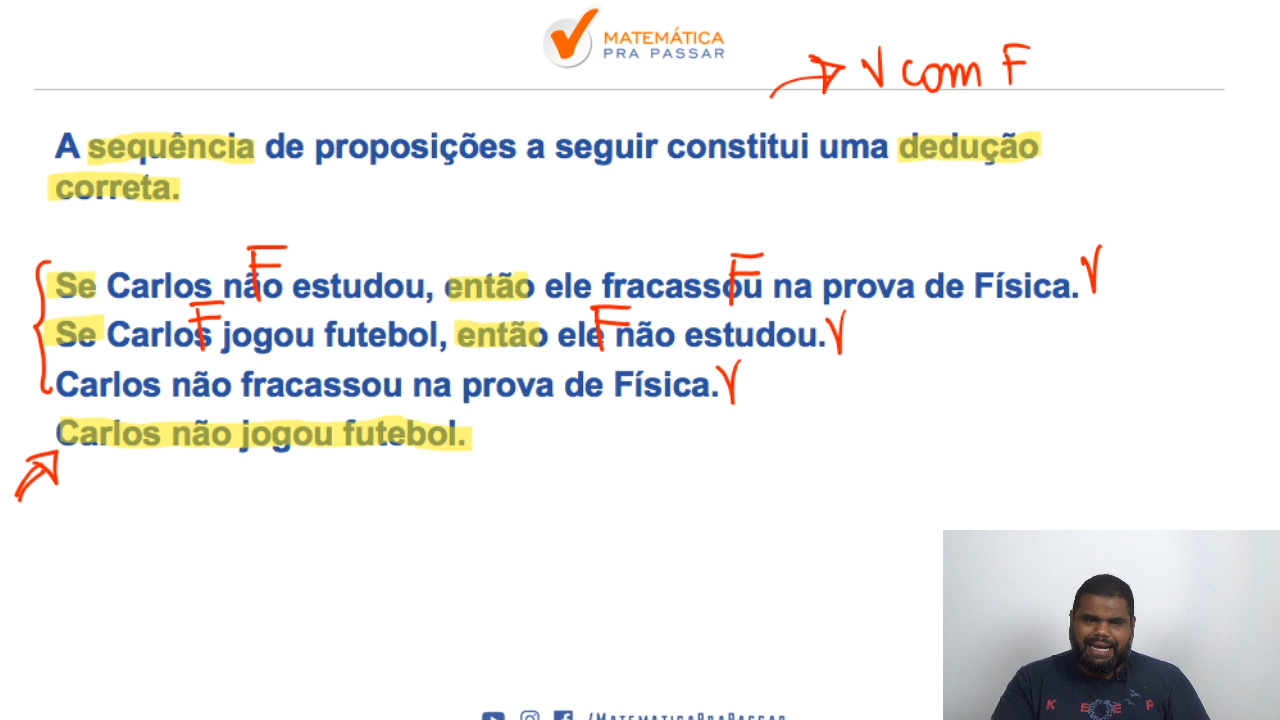 MATEMÁTICA
PRA PASSAR
→ V com F
A sequência de proposições a seguir constitui uma dedução
correta.
F F V
Se Carlos não estudou, então ele fracassou na prova de Física.
F F V
Se Carlos jogou futebol, então ele não estudou.
Carlos não fracassou na prova de Física. V
Carlos não jogou futebol.
K E E P
/MATEMATICAPRAPASSAR